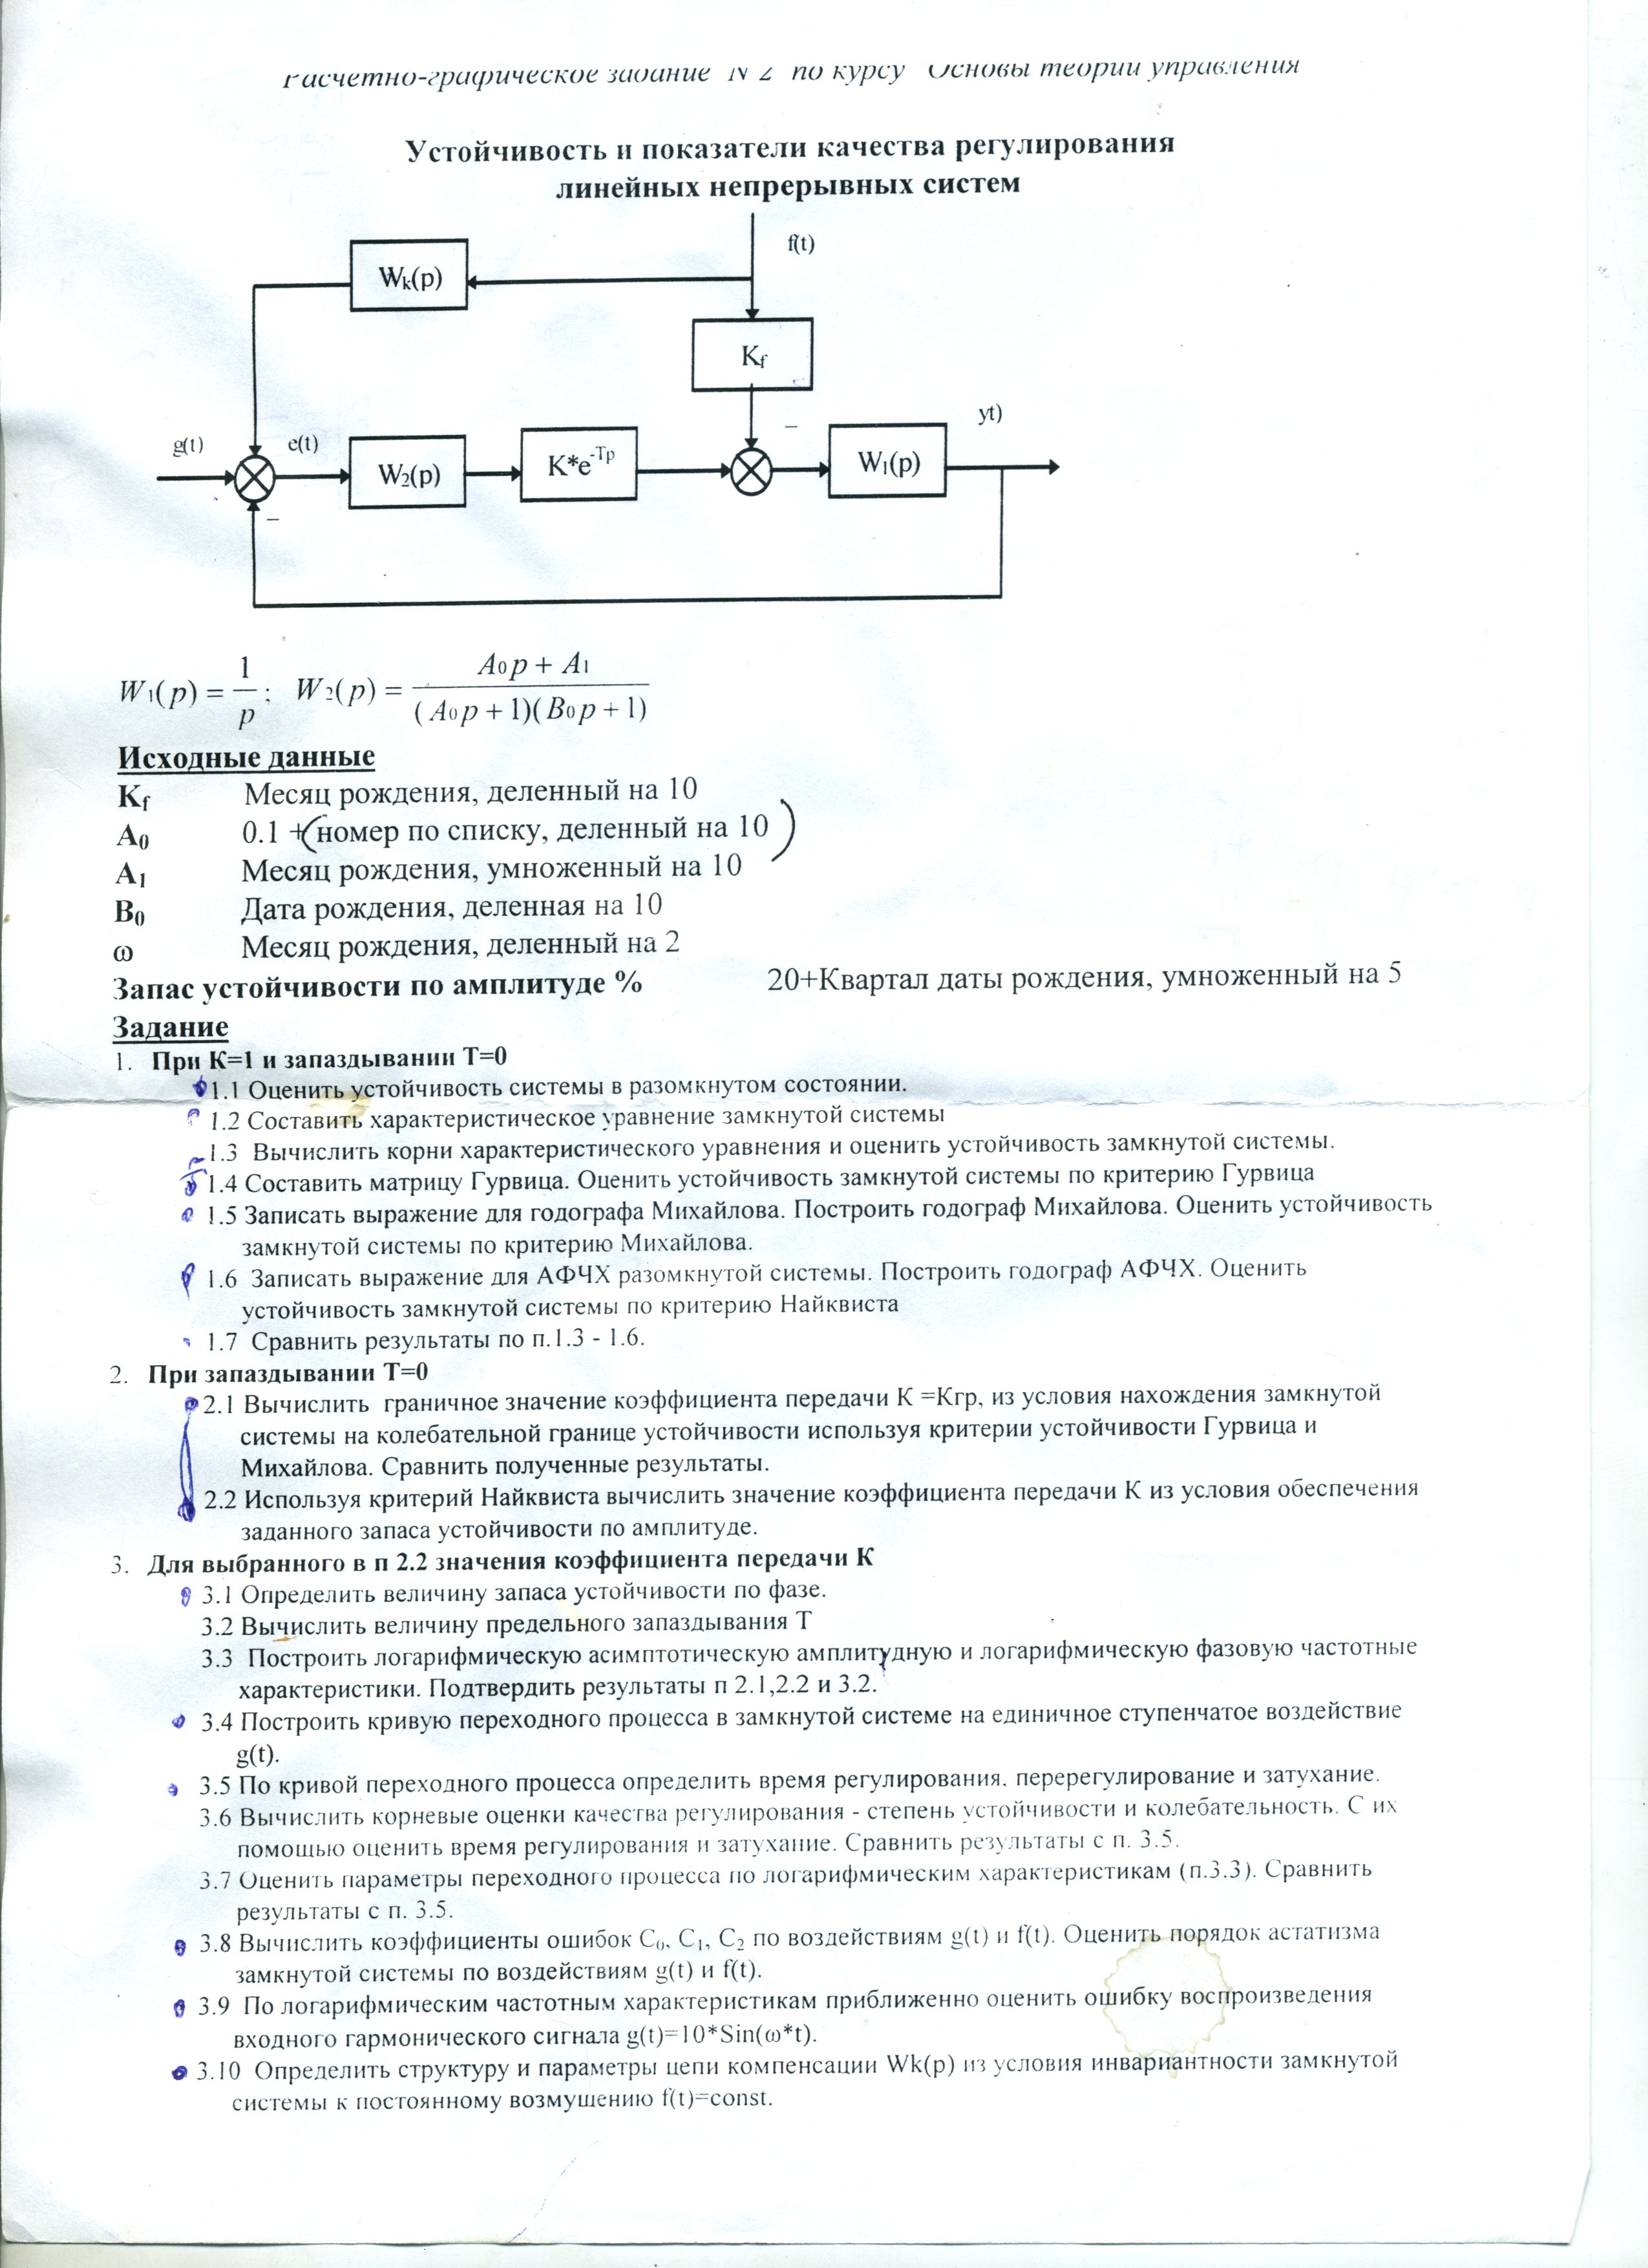 Расчетно-графическое задание N 2 по курсу Основы теории управления
Устойчивость и показатели качества регулирования
линейных непрерывных систем
f(t)
Wk(p)
Kf
yt)
g(t)
e(t)
W2(p)
K*e-Tp
–
W1(p)
–
W1(p) = 1/p ; W2(p) = (A0p + A1)/((A0p + 1)(B0p + 1))
Исходные данные
Kf Месяц рождения, деленный на 10
A0 0.1 +(номер по списку, деленный на 10)
A1 Месяц рождения, умноженный на 10
B0 Дата рождения, деленная на 10
ω Месяц рождения, деленный на 2
Запас устойчивости по амплитуде % 20+Квартал даты рождения, умноженный на 5
Задание
1. При К=1 и запаздывании Т=0
1.1 Оценить устойчивость системы в разомкнутом состоянии.
1.2 Составить характеристическое уравнение замкнутой системы
1.3 Вычислить корни характеристического уравнения и оценить устойчивость замкнутой системы.
1.4 Составить матрицу Гурвица. Оценить устойчивость замкнутой системы по критерию Гурвица
1.5 Записать выражение для годографа Михайлова. Построить годограф Михайлова. Оценить устойчивость
замкнутой системы по критерию Михайлова.
1.6 Записать выражение для АФЧХ разомкнутой системы. Построить годограф АФЧХ. Оценить
устойчивость замкнутой системы по критерию Найквиста
1.7 Сравнить результаты по п.1.3 - 1.6.
2. При запаздывании Т=0
2.1 Вычислить граничное значение коэффициента передачи К =Кгр, из условия нахождения замкнутой
системы на колебательной границе устойчивости используя критерии устойчивости Гурвица и
Михайлова. Сравнить полученные результаты.
2.2 Используя критерий Найквиста вычислить значение коэффициента передачи К из условия обеспечения
заданного запаса устойчивости по амплитуде.
3. Для выбранного в п 2.2 значения коэффициента передачи К
3.1 Определить величину запаса устойчивости по фазе.
3.2 Вычислить величину предельного запаздывания Т
3.3 Построить логарифмическую асимптотическую амплитудную и логарифмическую фазовую частотные
характеристики. Подтвердить результаты п 2.1,2.2 и 3.2.
3.4 Построить кривую переходного процесса в замкнутой системе на единичное ступенчатое воздействие
g(t).
3.5 По кривой переходного процесса определить время регулирования, перерегулирование и затухание.
3.6 Вычислить корневые оценки качества регулирования - степень устойчивости и колебательность. С их
помощью оценить время регулирования и затухание. Сравнить результаты с п. 3.5.
3.7 Оценить параметры переходного процесса по логарифмическим характеристикам (п.3.3). Сравнить
результаты с п. 3.5.
3.8 Вычислить коэффициенты ошибок C0, C1, C2 по воздействиям g(t) и f(t). Оценить порядок астатизма
замкнутой системы по воздействиям g(t) и f(t).
3.9 По логарифмическим частотным характеристикам приближенно оценить ошибку воспроизведения
входного гармонического сигнала g(t)=10*Sin(ω*t).
3.10 Определить структуру и параметры цепи компенсации Wk(p) из условия инвариантности замкнутой
системы к постоянному возмушению f(t)=const.